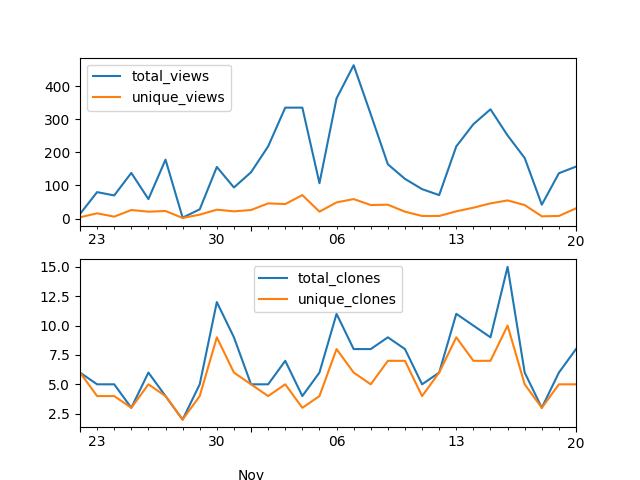 total_views
unique_views
400
300
200
100
0
23 30 06 13 20
total_clones
unique_clones
15.0
12.5
10.0
7.5
5.0
2.5
23 30 06 13 20
Nov